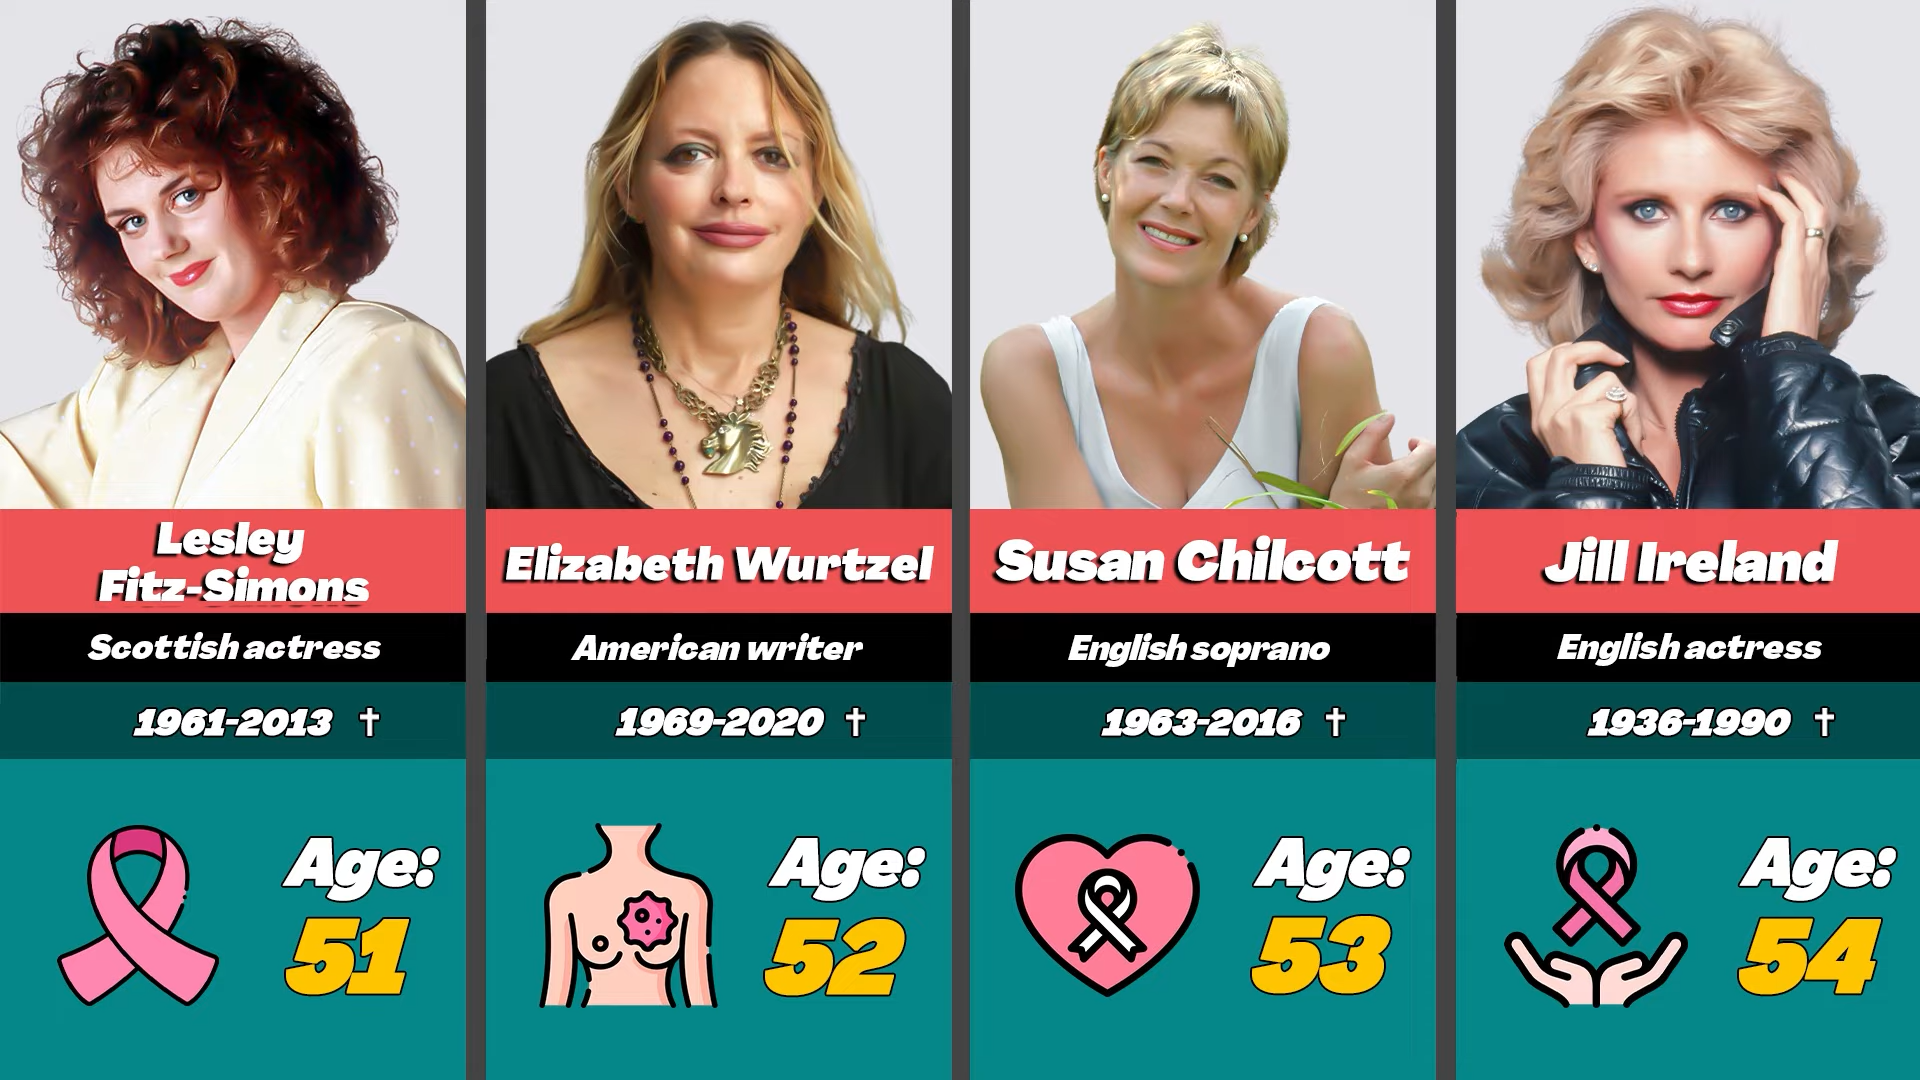 Lesley
Fitz-Simons
Scottish actress
1961-2013 †
Age:
51
Elizabeth Wurtzel
American writer
1969-2020 †
Age:
52
Susan Chilcott
English soprano
1963-2016 †
Age:
53
Jill Ireland
English actress
1936-1990 †
Age:
54